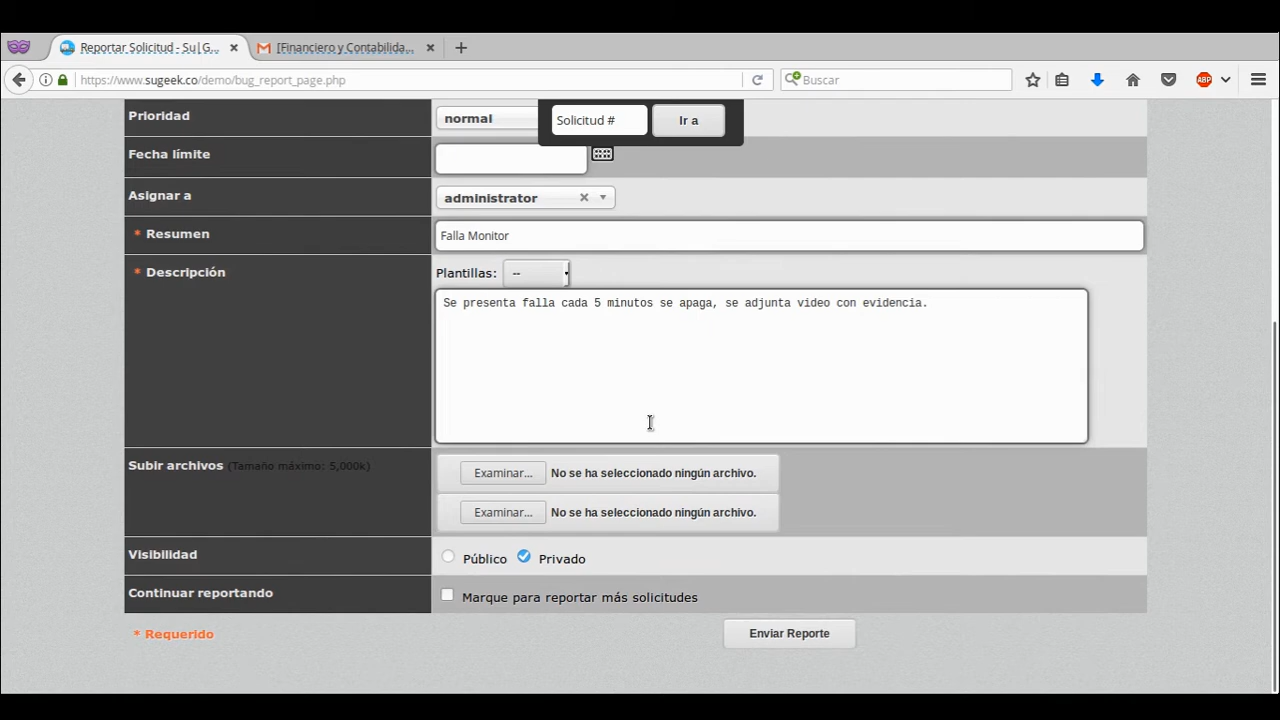 Reportar Solicitud - Su|G...
[Financiero y Contabilida...
https://www.sugeek.co/demo/bug_report_page.php
Buscar
ABP
Prioridad
normal
Solicitud #
Ir a
Fecha límite
Asignar a
administrator
* Resumen
Falla Monitor
* Descripción
Plantillas:
--
Se presenta falla cada 5 minutos se apaga, se adjunta video con evidencia.
Subir archivos (Tamaño máximo: 5,000k)
Examinar... No se ha seleccionado ningún archivo.
Examinar... No se ha seleccionado ningún archivo.
Visibilidad
Público
Privado
Continuar reportando
Marque para reportar más solicitudes
* Requerido
Enviar Reporte